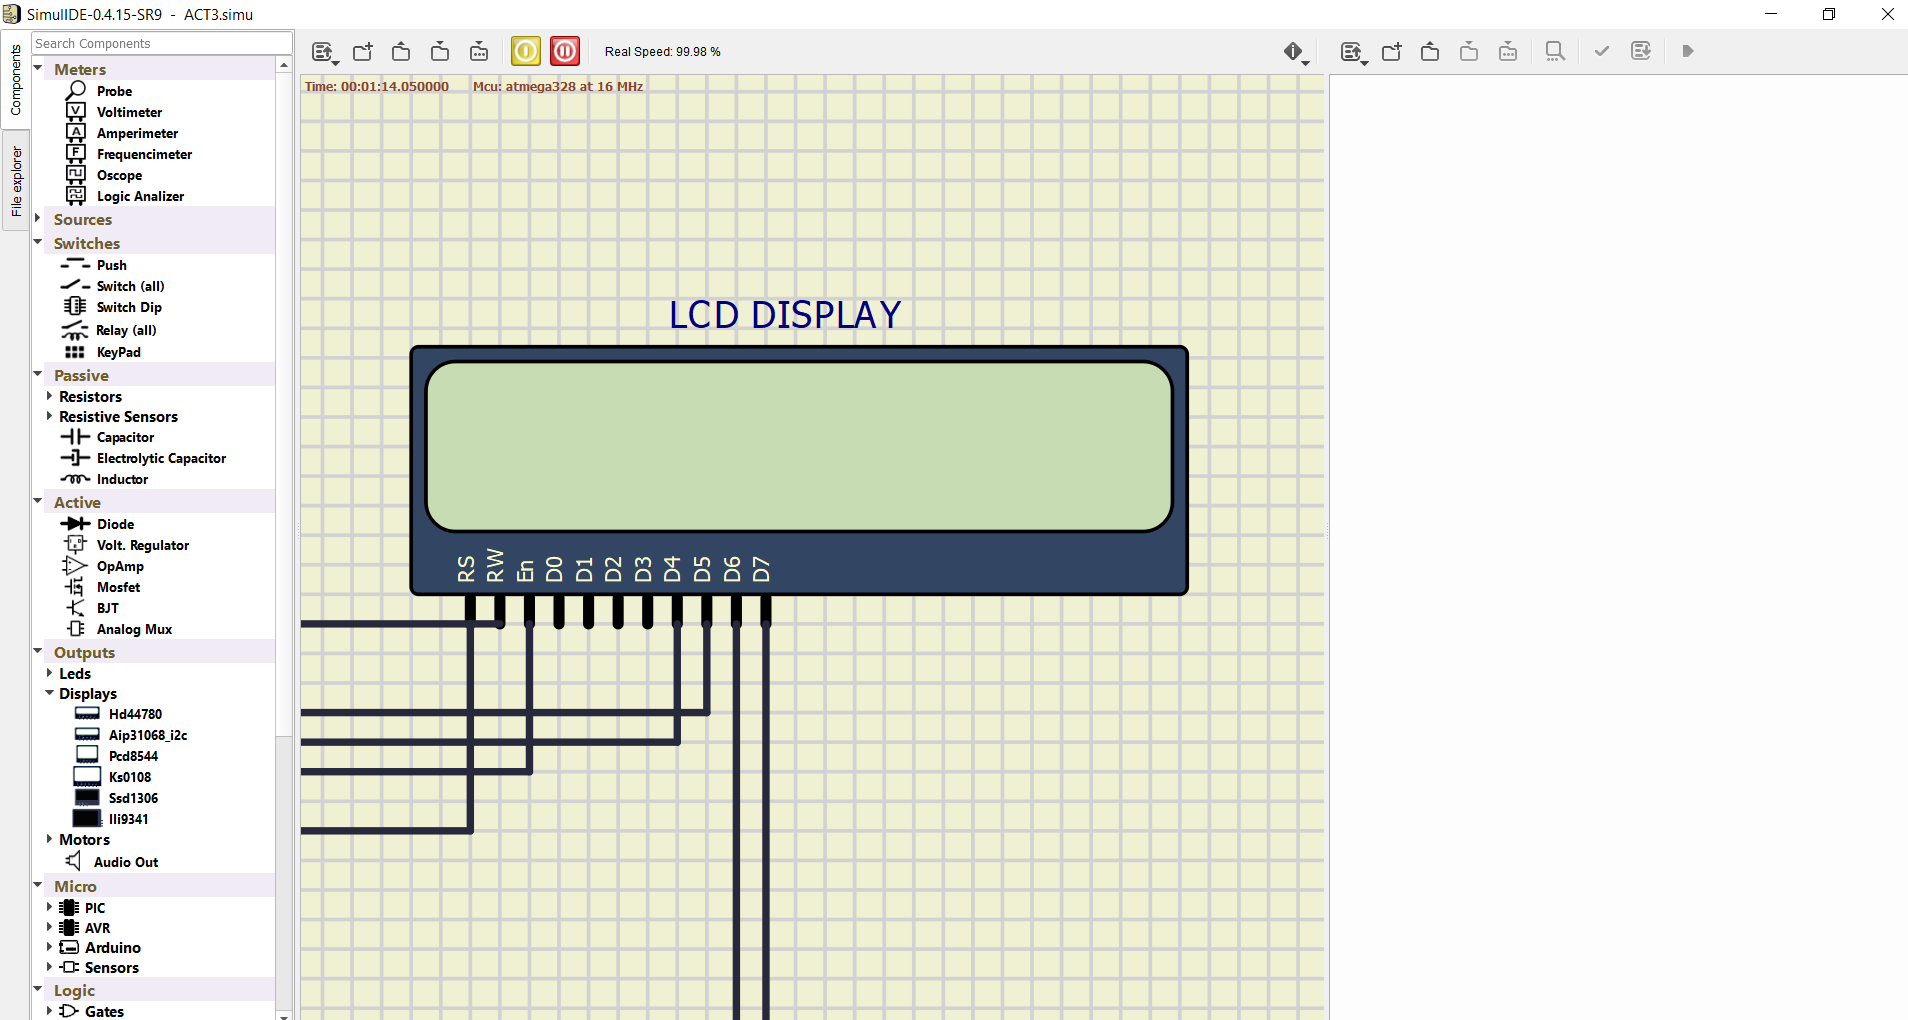 SimulIDE-0.4.15-SR9 - ACT3.simu
Components
File explorer
Search Components
Meters
Probe
Voltimeter
Amperimeter
Frequencimeter
Oscope
Logic Analizer
Sources
Switches
Push
Switch (all)
Switch Dip
Relay (all)
KeyPad
Passive
Resistors
Resistive Sensors
Capacitor
Electrolytic Capacitor
Inductor
Active
Diode
Volt. Regulator
OpAmp
Mosfet
BJT
Analog Mux
Outputs
Leds
Displays
Hd44780
Aip31068_i2c
Pcd8544
Ks0108
Ssd1306
Ili9341
Motors
Audio Out
Micro
PIC
AVR
Arduino
Sensors
Logic
Gates
Real Speed: 99.98 %
Time: 00:01:14.050000 Mcu: atmega328 at 16 MHz
LCD DISPLAY
RS RW En D0 D1 D2 D3 D4 D5 D6 D7